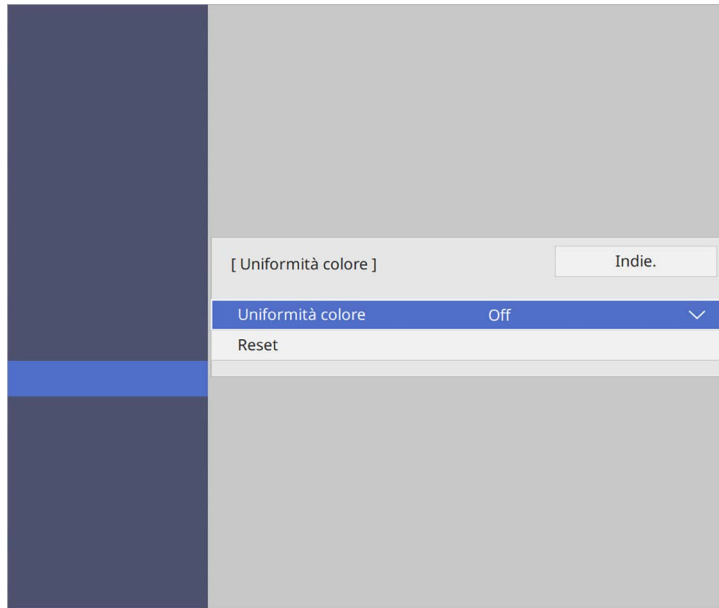 [ Uniformità colore ]
Indie.
Uniformità colore Off
Reset